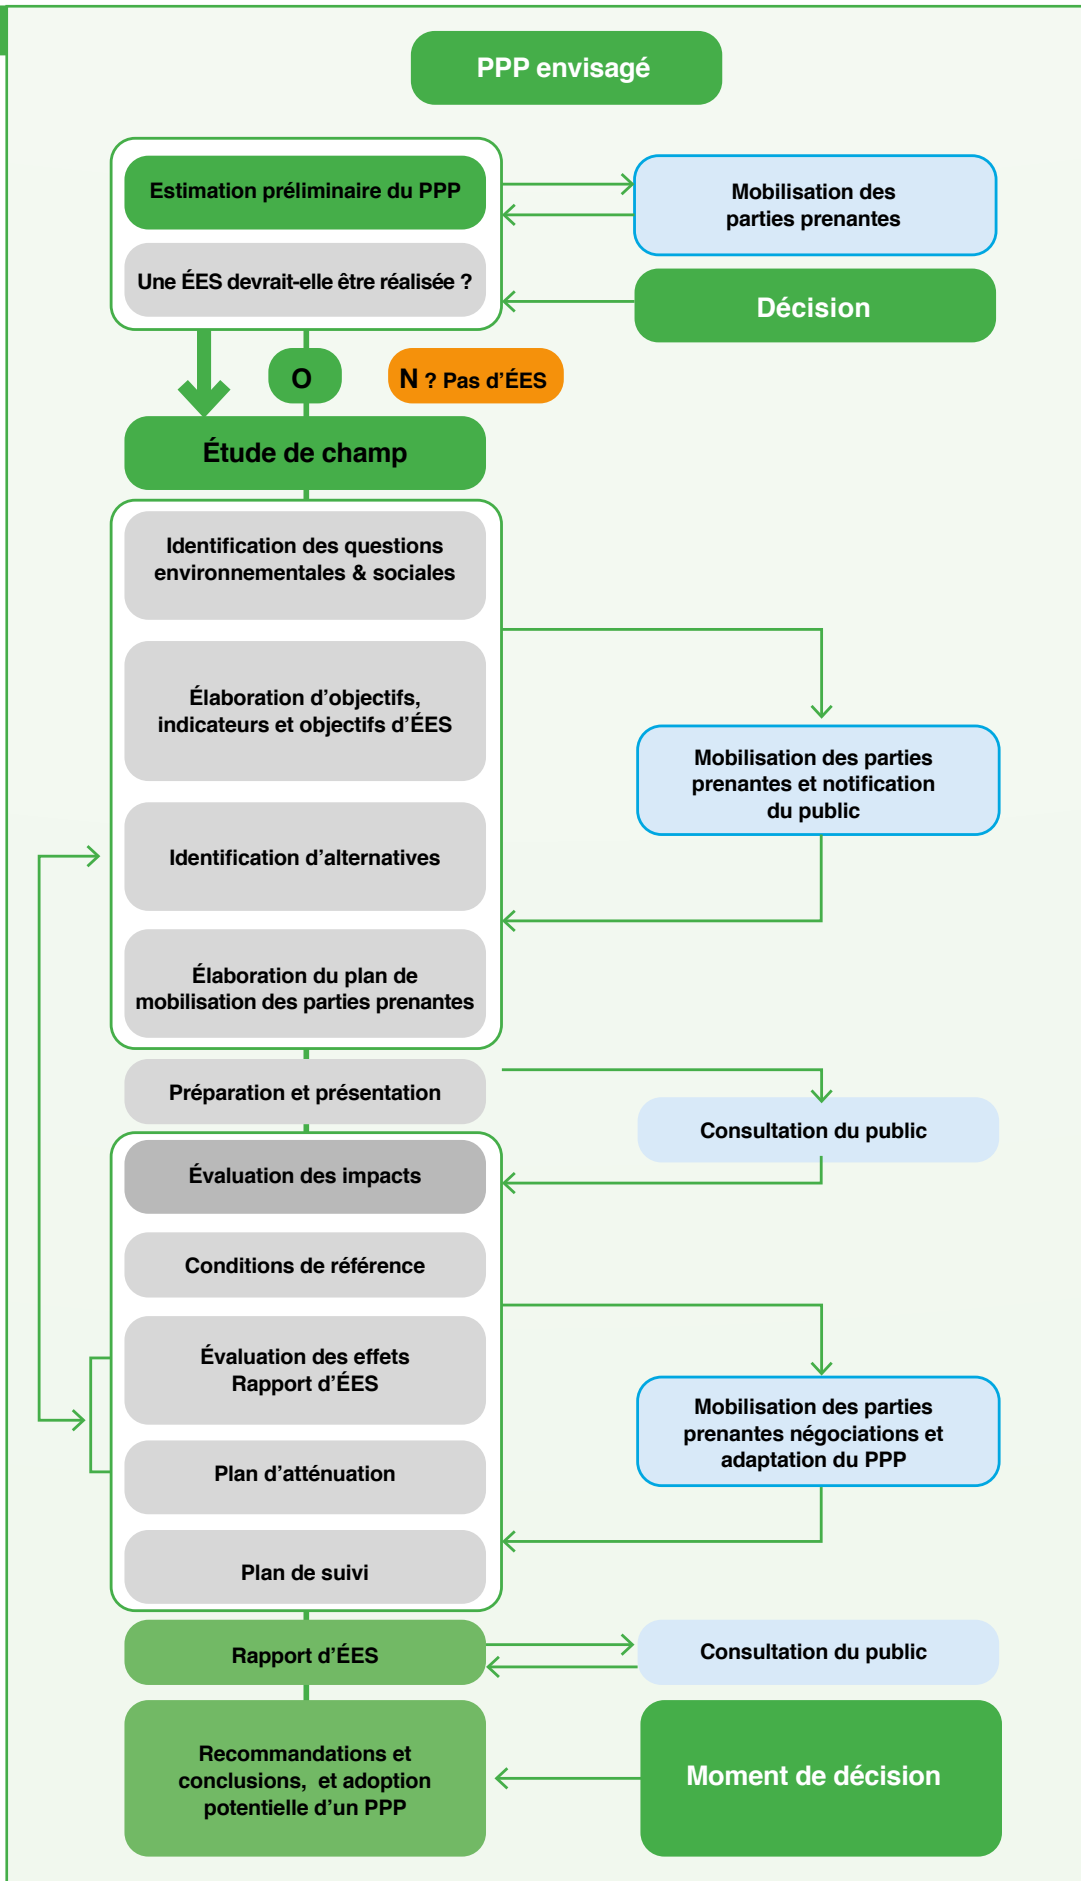 PPP envisagé
Estimation préliminaire du PPP
Mobilisation des
parties prenantes
Une ÉES devrait-elle être réalisée ?
Décision
O
N ? Pas d’ÉES
Étude de champ
Identification des questions
environnementales & sociales
Élaboration d’objectifs,
indicateurs et objectifs d’ÉES
Mobilisation des parties
prenantes et notification
du public
Identification d’alternatives
Élaboration du plan de
mobilisation des parties prenantes
Préparation et présentation
Consultation du public
Évaluation des impacts
Conditions de référence
Évaluation des effets
Rapport d’ÉES
Mobilisation des parties
prenantes négociations et
adaptation du PPP
Plan d’atténuation
Plan de suivi
Rapport d’ÉES
Consultation du public
Recommandations et
conclusions,  et adoption
potentielle d’un PPP
Moment de décision